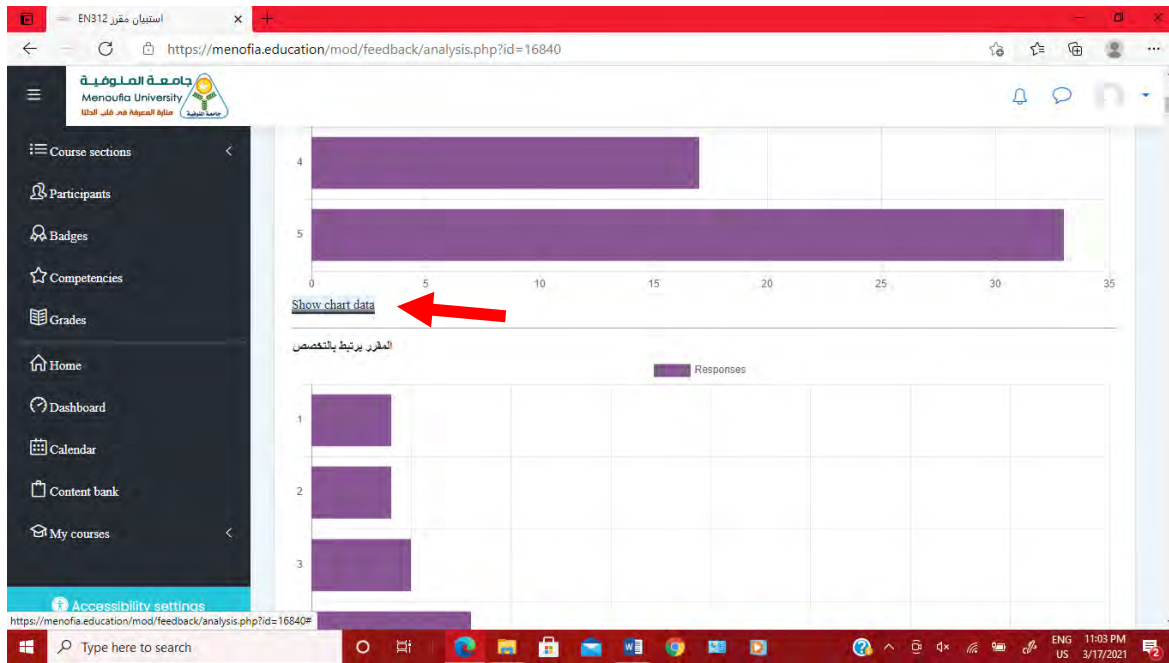 استبيان مقرر EN312
https://menofia.education/mod/feedback/analysis.php?id=16840
جامعة المنوفية
Menoufia University
Course sections
Participants
Badges
Competencies
Grades
Home
Dashboard
Calendar
Content bank
My courses
Accessibility settings
4
5
0 5 10 15 20 25 30 35
Show chart data
المقرر يرتبط بالتخصص
Responses
1
2
3
https://menofia.education/mod/feedback/analysis.php?id=16840#
Type here to search
ENG 11:03 PM
US 3/17/2021
2